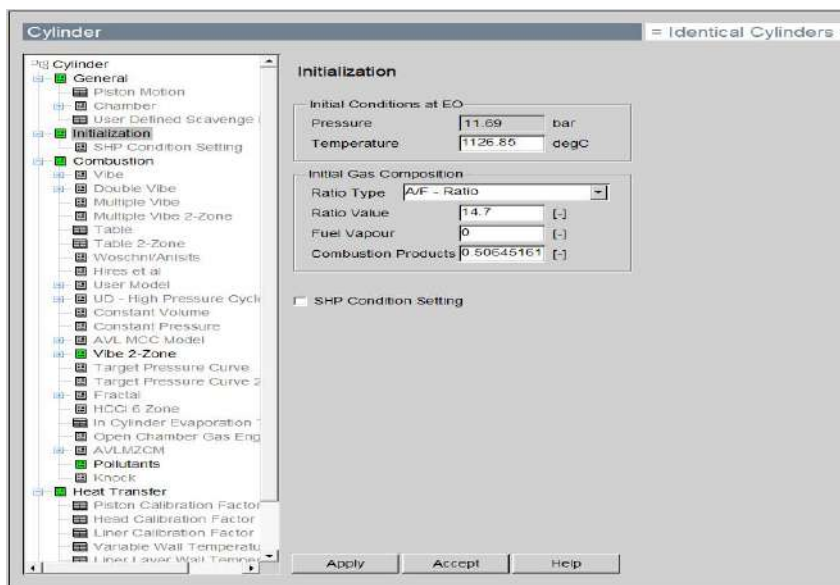 Cylinder
= Identical Cylinders
Cylinder
General
Piston Motion
Chamber
User Defined Scavenge
Initialization
SHP Condition Setting
Combustion
Vibe
Double Vibe
Multiple Vibe
Multiple Vibe 2-Zone
Table
Table 2-Zone
Woschni/Anisits
Hires et al
User Model
UD - High Pressure Cycl
Constant Volume
Constant Pressure
AVL MCC Model
Vibe 2-Zone
Target Pressure Curve
Target Pressure Curve 2
Fractal
HCCI 6 Zone
In Cylinder Evaporation
Open Chamber Gas Eng
AVLMZCM
Pollutants
Knock
Heat Transfer
Piston Calibration Factor
Head Calibration Factor
Liner Calibration Factor
Variable Wall Temperatu
Liner Layer Wall Temper
Initialization
Initial Conditions at EO
Pressure 11.69 bar
Temperature 1126.85 degC
Initial Gas Composition
Ratio Type A/F - Ratio
Ratio Value 14.7 [-]
Fuel Vapour 0 [-]
Combustion Products 0.50645161 [-]
SHP Condition Setting
Apply Accept Help